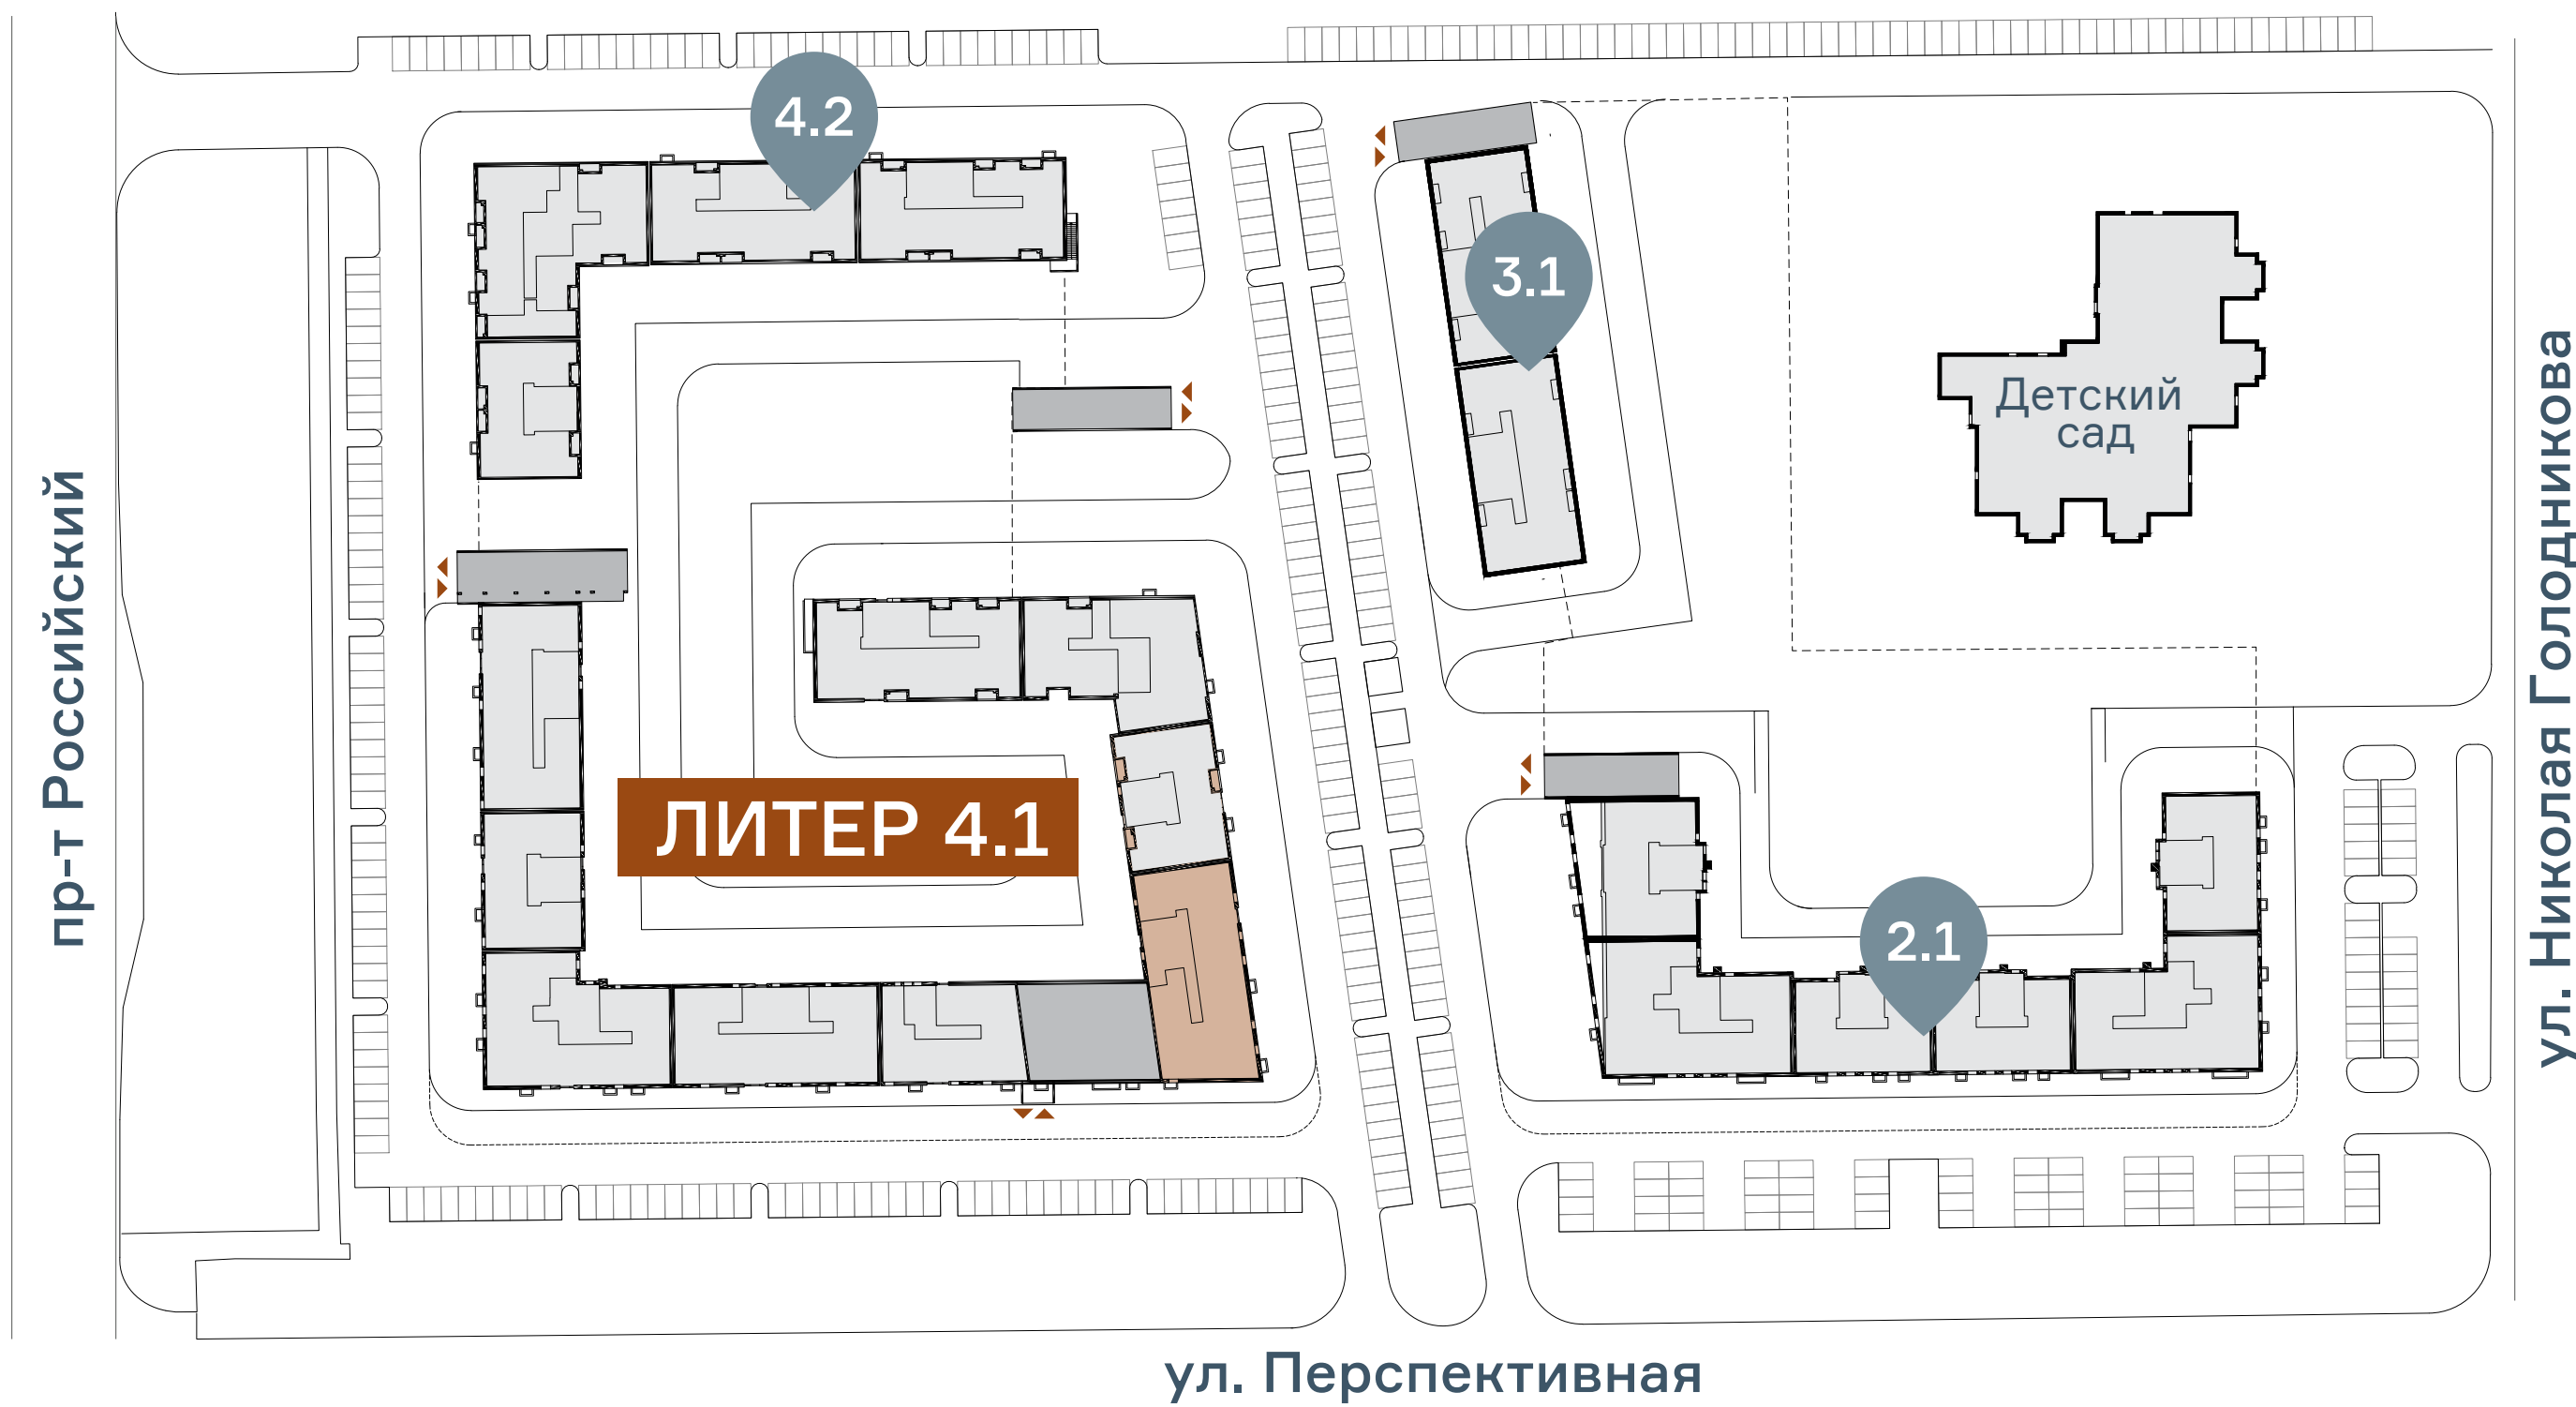 4.2
3.1
Детский
сад
пр-т Российский
ул. Николая Голодникова
ЛИТЕР 4.1
2.1
ул. Перспективная